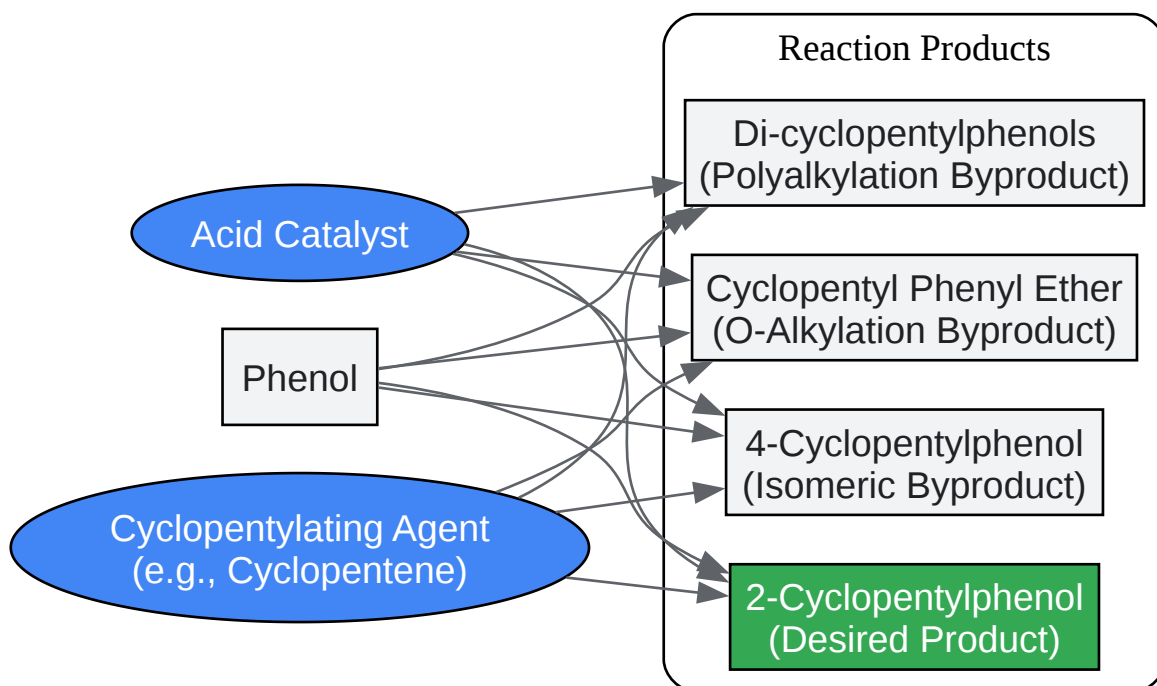 Reaction Products
Di-cyclopentylphenols
(Polyalkylation Byproduct)
Acid Catalyst
Cyclopentyl Phenyl Ether
(O-Alkylation Byproduct)
Phenol
4-Cyclopentylphenol
(Isomeric Byproduct)
Cyclopentylating Agent
(e.g., Cyclopentene)
2-Cyclopentylphenol
(Desired Product)